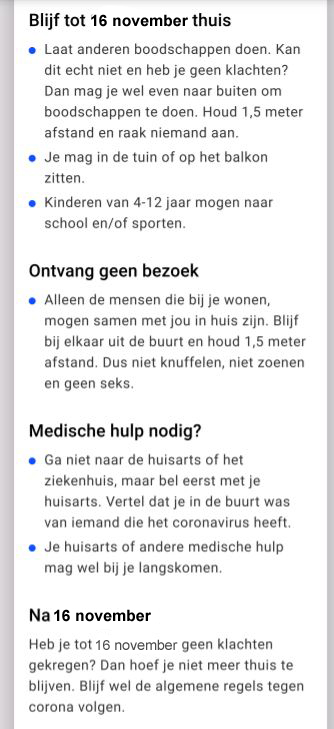 Blijf tot 16 november thuis
Laat anderen boodschappen doen. Kan
dit echt niet en heb je geen klachten?
Dan mag je wel even naar buiten om
boodschappen te doen. Houd 1,5 meter
afstand en raak niemand aan.
Je mag in de tuin of op het balkon
zitten.
Kinderen van 4-12 jaar mogen naar
school en/of sporten.
Ontvang geen bezoek
Alleen de mensen die bij je wonen,
mogen samen met jou in huis zijn. Blijf
bij elkaar uit de buurt en houd 1,5 meter
afstand. Dus niet knuffelen, niet zoenen
en geen seks.
Medische hulp nodig?
Ga niet naar de huisarts of het
ziekenhuis, maar bel eerst met je
huisarts. Vertel dat je in de buurt was
van iemand die het coronavirus heeft.
Je huisarts of andere medische hulp
mag wel bij je langskomen.
Na 16 november
Heb je tot 16 november geen klachten
gekregen? Dan hoef je niet meer thuis te
blijven. Blijf wel de algemene regels tegen
corona volgen.